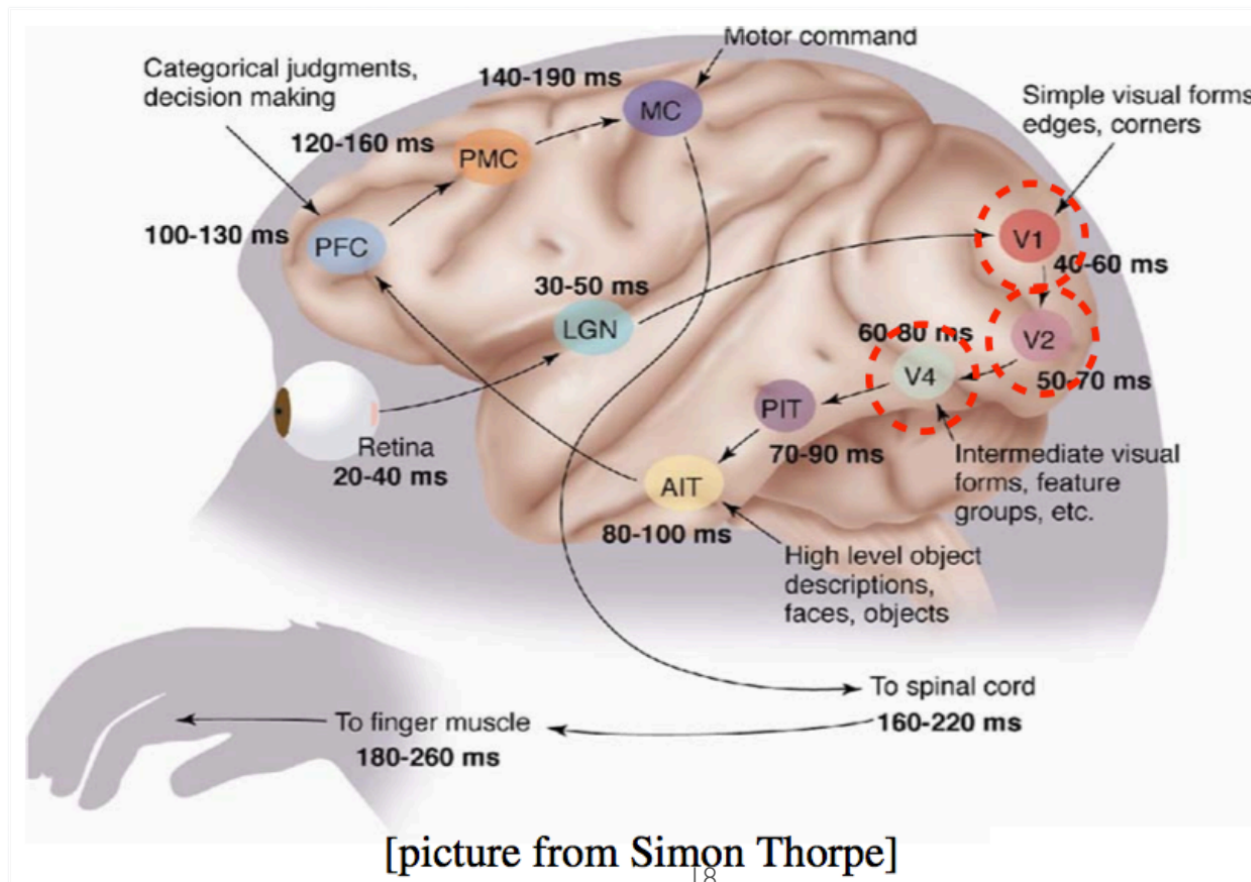 Motor command
Categorical judgments,
decision making
140-190 ms
MC
Simple visual forms
edges, corners
120-160 ms
PMC
100-130 ms
PFC
V1
40-60 ms
30-50 ms
LGN
60-80 ms
V2
V4
50-70 ms
PIT
Retina
20-40 ms
70-90 ms
Intermediate visual
forms, feature
groups, etc.
AIT
80-100 ms
High level object
descriptions,
faces, objects
To spinal cord
160-220 ms
To finger muscle
180-260 ms
[picture from Simon Thorpe]
18